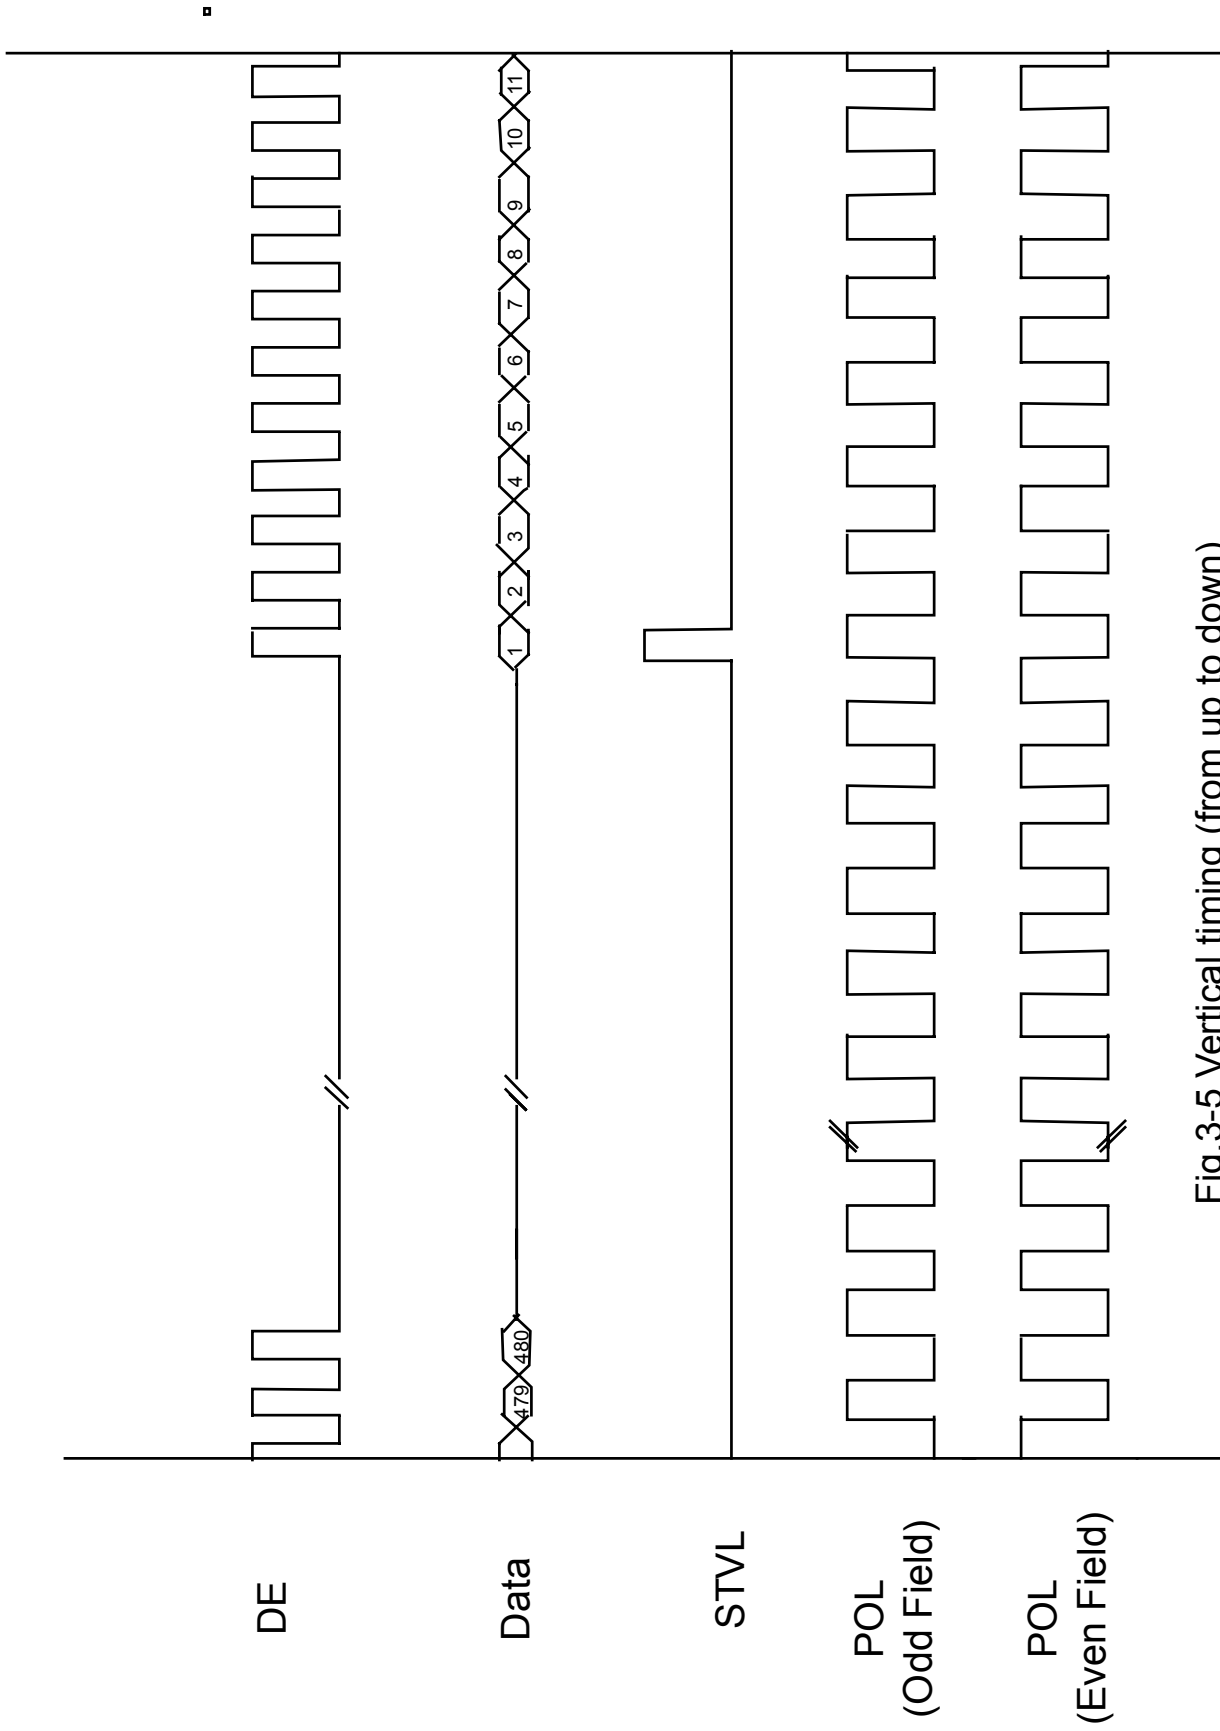 DE
Data
479
480
1
2
3
4
5
6
7
8
9
10
11
STVL
POL
(Odd Field)
POL
(Even Field)
Fig.3-5 Vertical timing (from up to down)